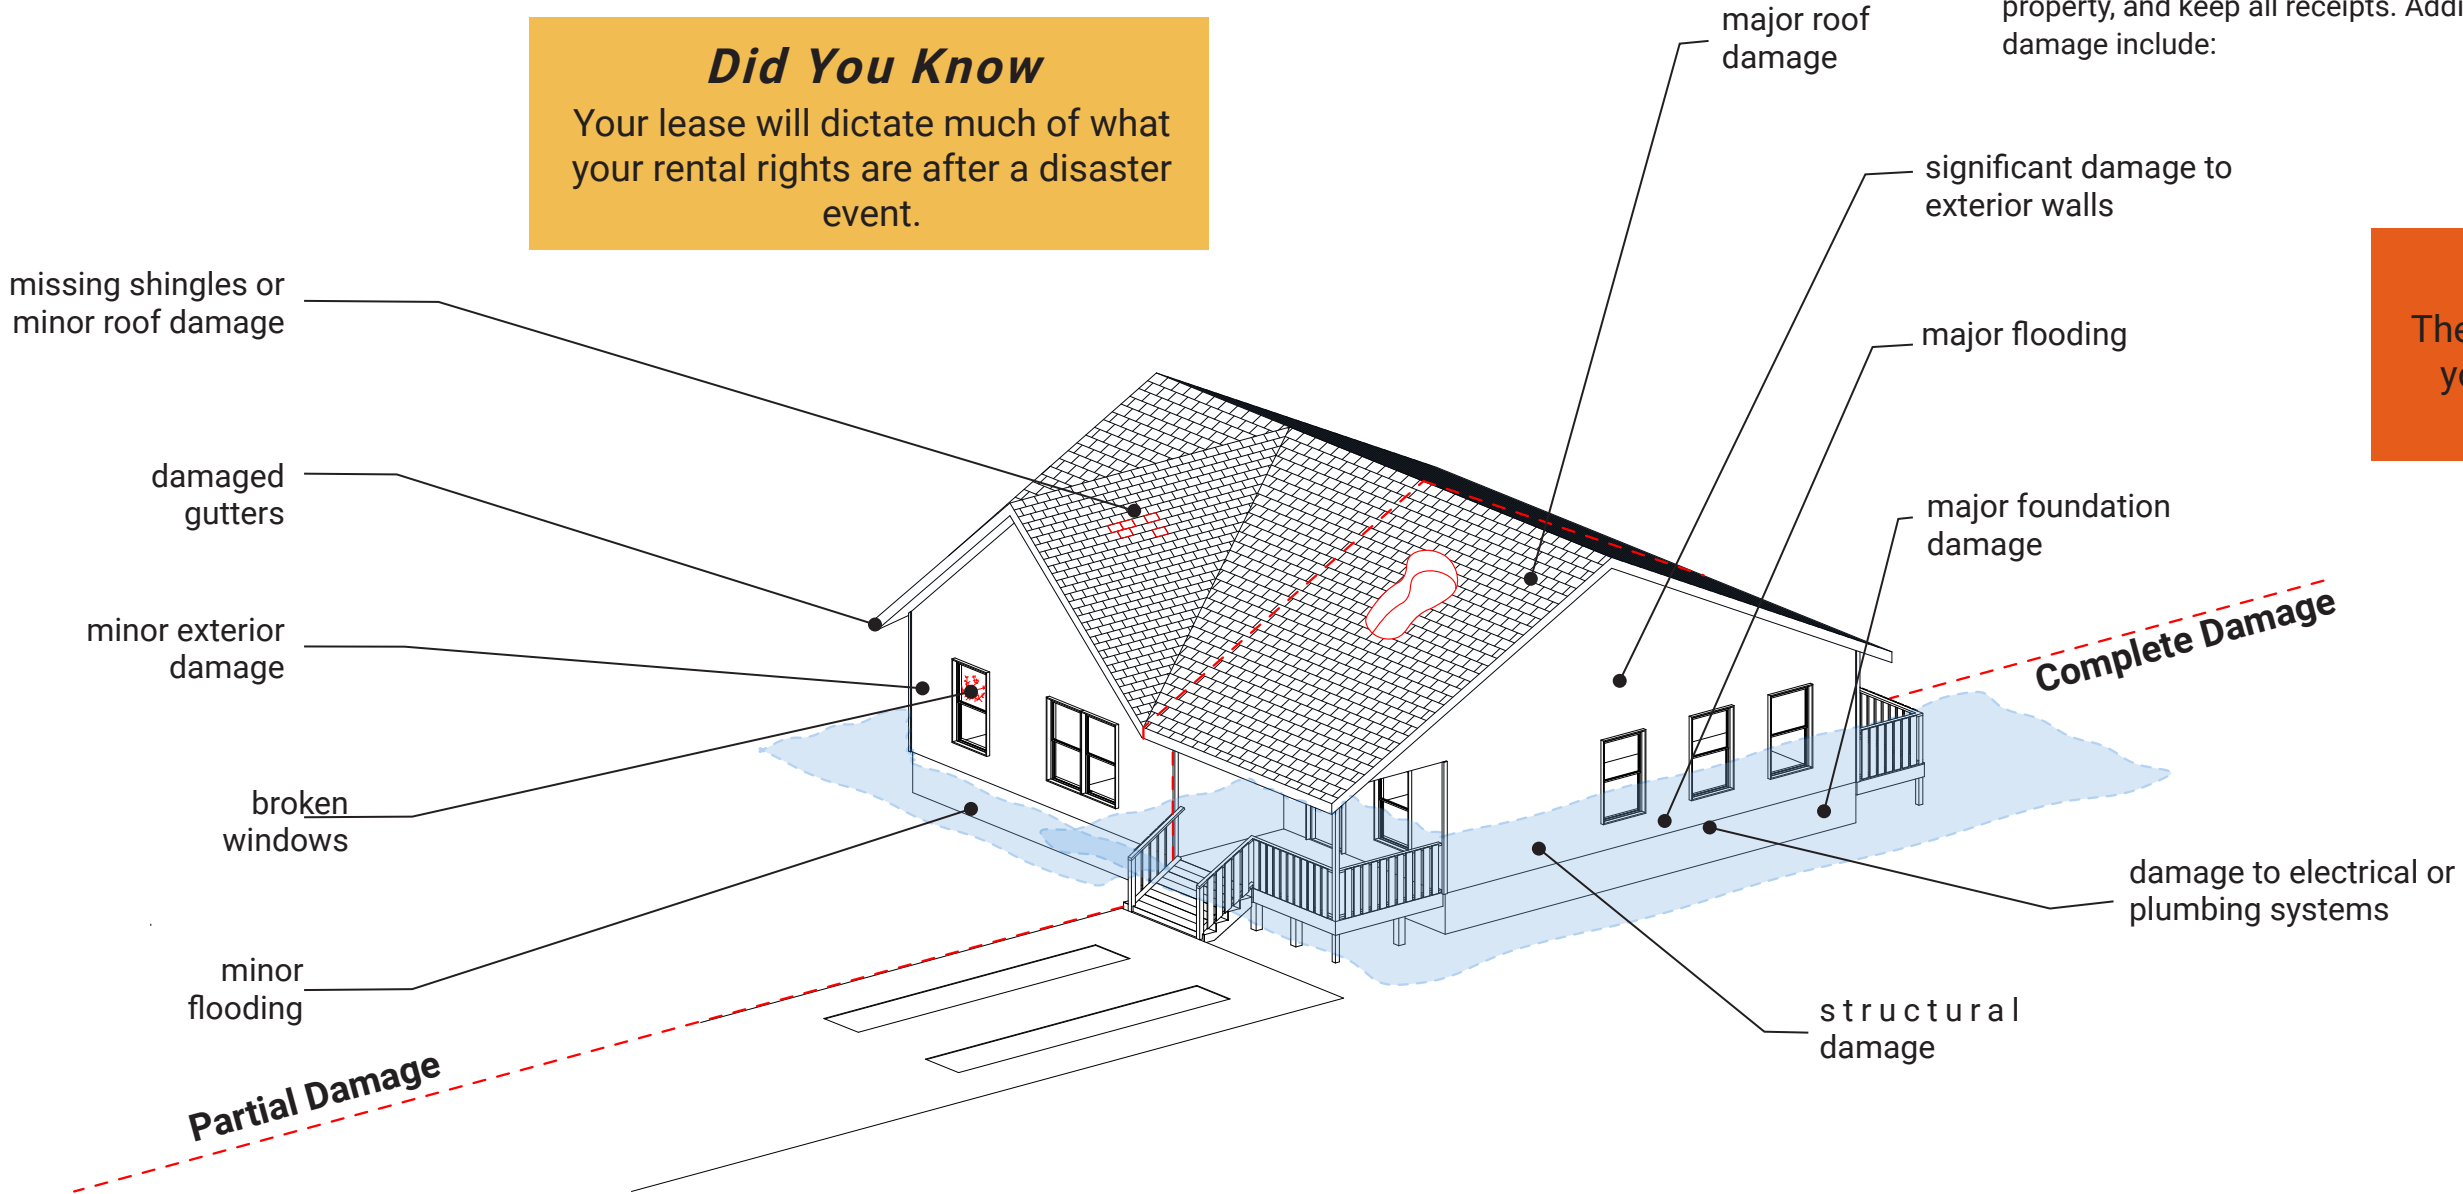 property, and keep all receipts.
damage include:
Did You Know
Your lease will dictate much of what
your rental rights are after a disaster
event.
missing shingles or
minor roof damage
damaged
gutters
minor exterior
damage
broken
windows
minor
flooding
Partial Damage
major roof
damage
significant damage to
exterior walls
major flooding
major foundation
damage
Complete Damage
damage to electrical or
plumbing systems
structural
damage